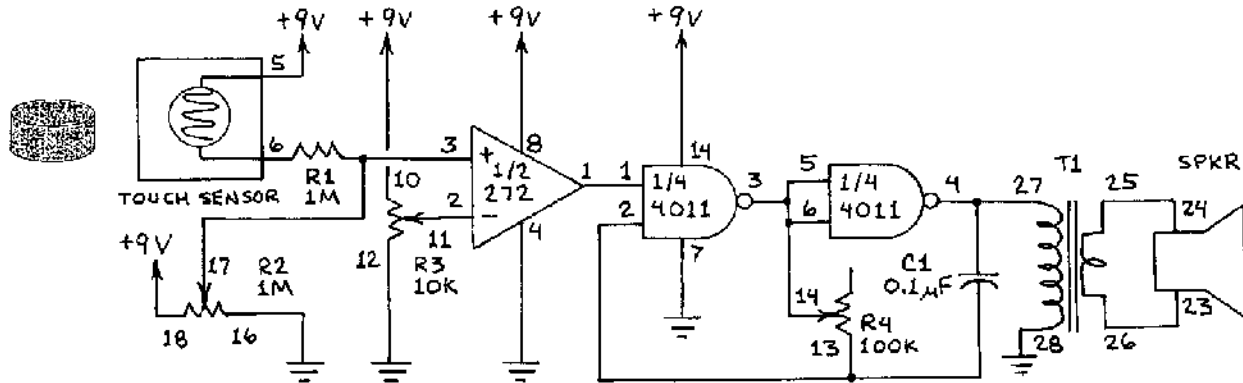 +9V
+9V
+9V
+9V
5
6
R1
1M
TOUCH SENSOR
+9V
17
R2
1M
18
16
10
12
11
R3
10K
3
+
8
1/2
272
2
-
4
1
1
14
1/4
4011
2
7
3
5
6
1/4
4011
4
14
13
R4
100K
C1
0.1µF
27
28
T1
25
26
SPKR
24
23